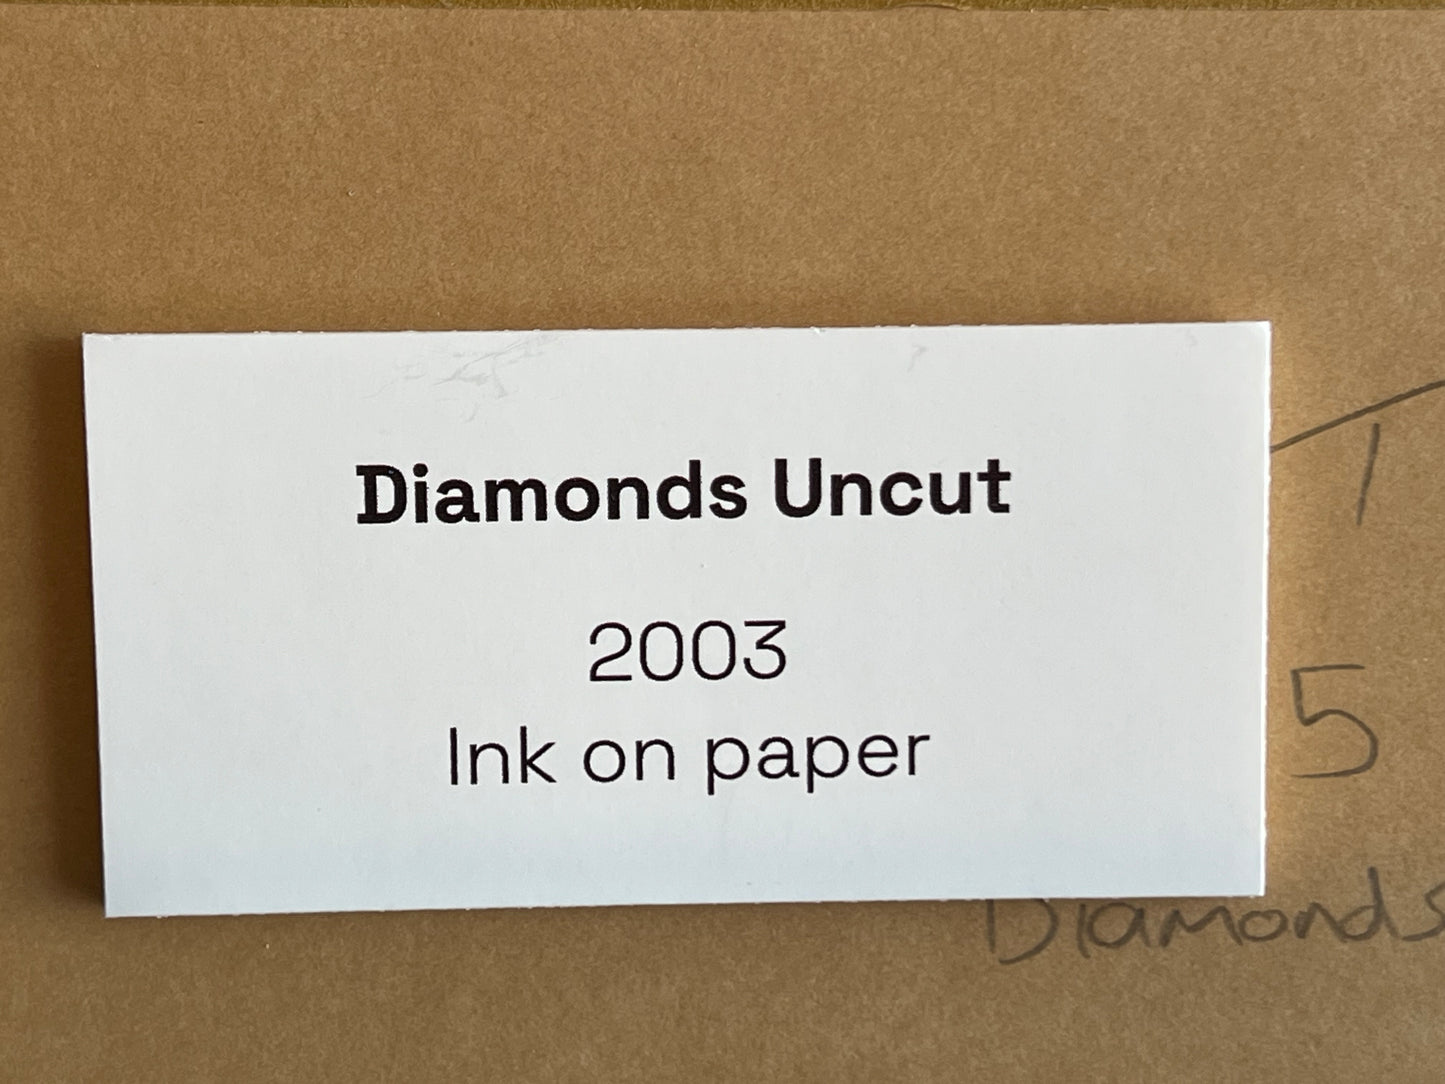 Diamonds Uncut
2003
Ink on paper
5
Diamonds